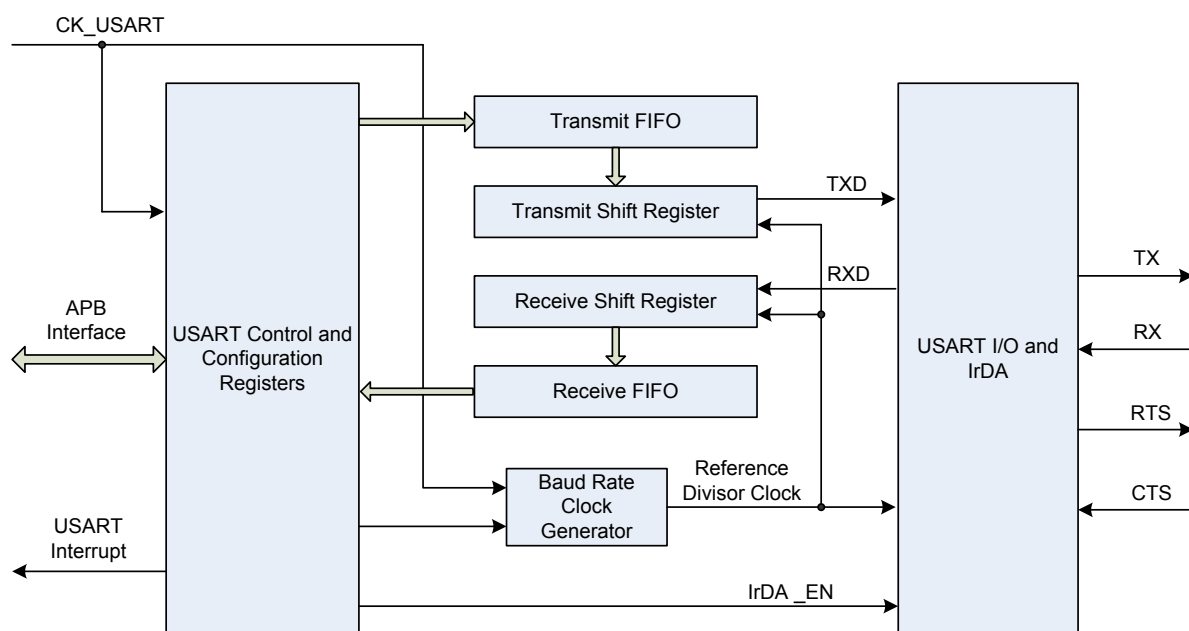 CK_USART
Transmit FIFO
TXD
Transmit Shift Register
RXD
Receive Shift Register
TX
APB
Interface
USART Control and
Configuration
Registers
USART I/O and
IrDA
RX
Receive FIFO
RTS
Baud Rate
Clock
Generator
Reference
Divisor Clock
CTS
USART
Interrupt
IrDA _EN